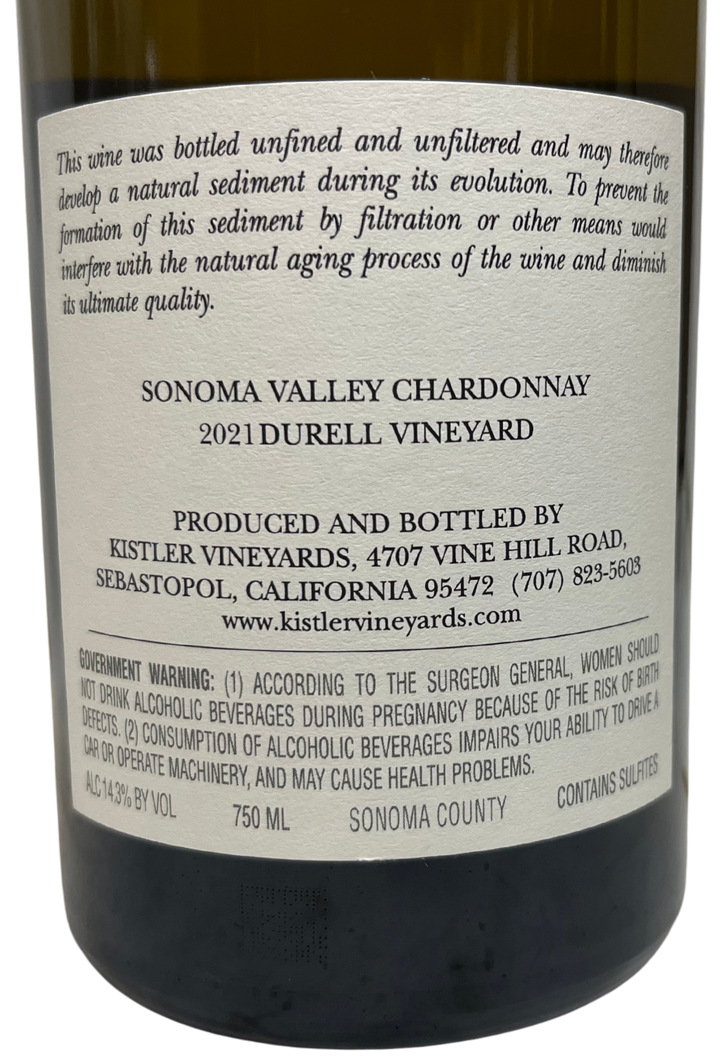 This wine was bottled unfined and unfiltered and may therefore
develop a natural sediment during its evolution. To prevent the
formation of this sediment by filtration or other means would
interfere with the natural aging process of the wine and diminish
its ultimate quality.
SONOMA VALLEY CHARDONNAY
2021 DURELL VINEYARD
PRODUCED AND BOTTLED BY
KISTLER VINEYARDS, 4707 VINE HILL ROAD,
SEBASTOPOL, CALIFORNIA 95472 (707) 823-5603
www.kistlervineyards.com
GOVERNMENT WARNING: (1) ACCORDING TO THE SURGEON GENERAL, WOMEN SHOULD
NOT DRINK ALCOHOLIC BEVERAGES DURING PREGNANCY BECAUSE OF THE RISK OF BIRTH
DEFECTS. (2) CONSUMPTION OF ALCOHOLIC BEVERAGES IMPAIRS YOUR ABILITY TO DRIVE A
CAR OR OPERATE MACHINERY, AND MAY CAUSE HEALTH PROBLEMS.
ALC 14.3% BY VOL 750 ML SONOMA COUNTY CONTAINS SULFITES